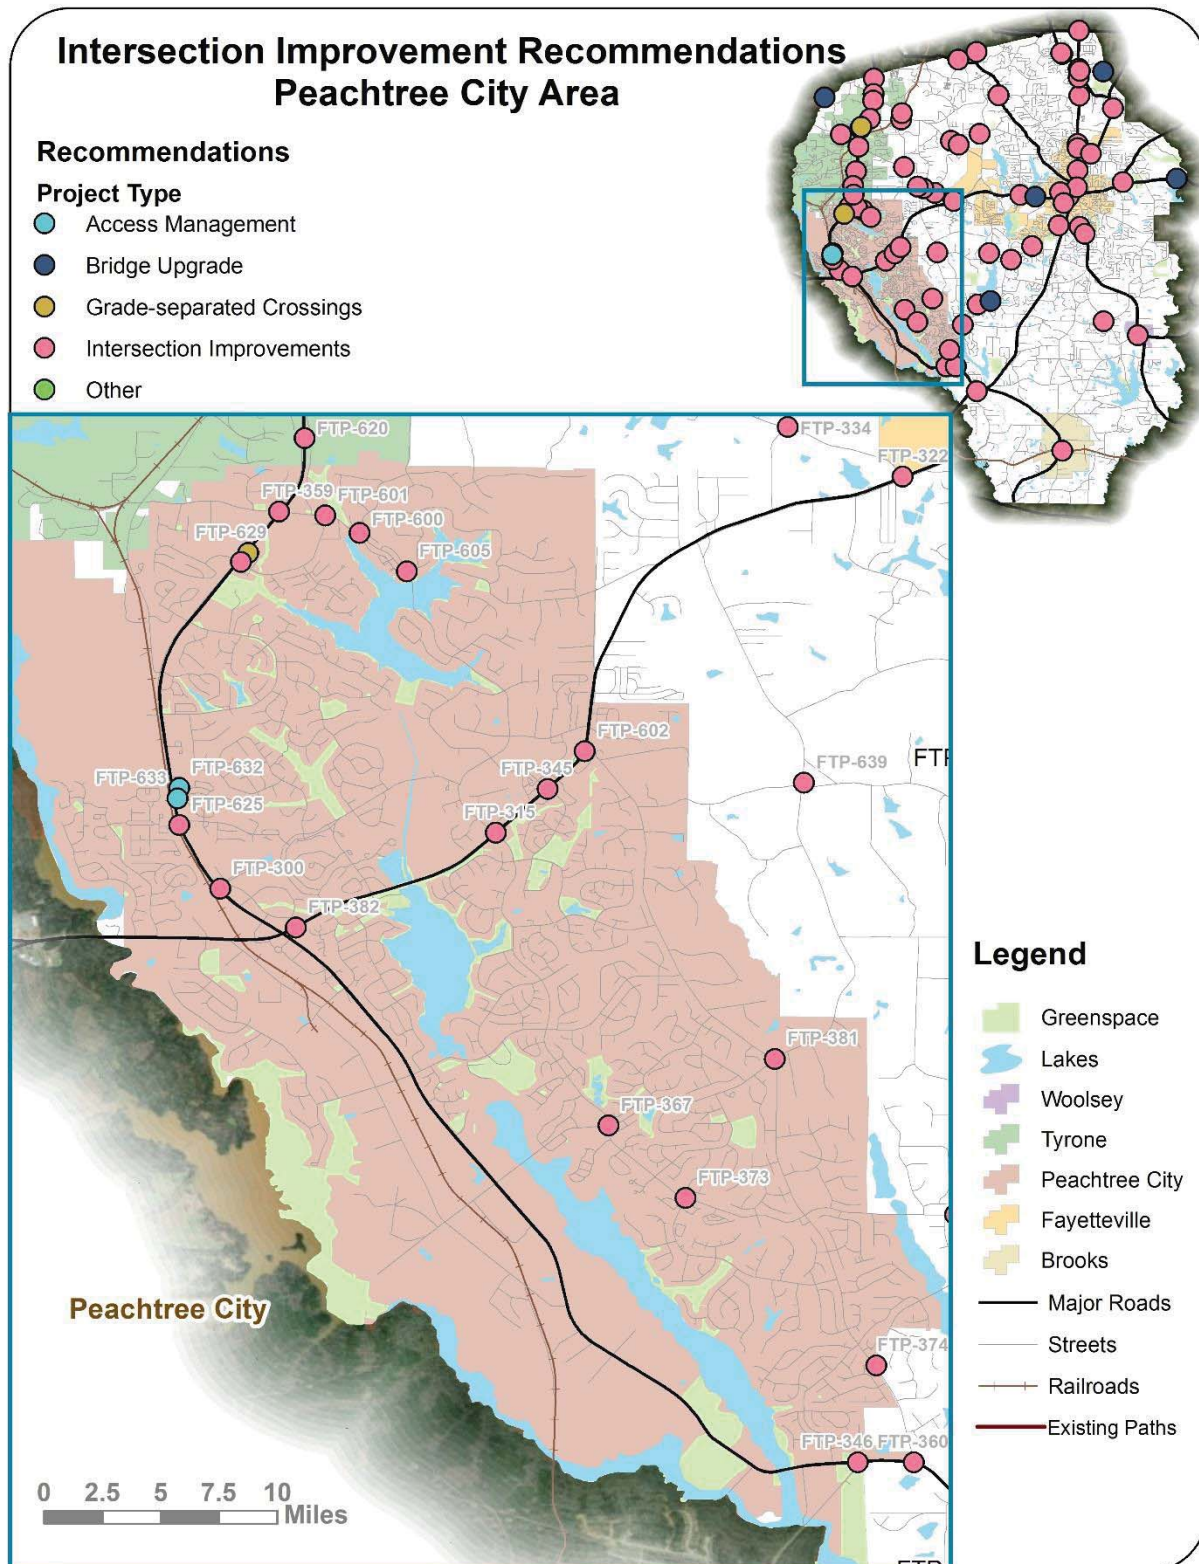 Intersection Improvement Recommendations
Peachtree City Area
Recommendations
Project Type
Access Management
Bridge Upgrade
Grade-separated Crossings
Intersection Improvements
Other
FTP-620
FTP-334
FTP-322
FTP-359
FTP-601
FTP-600
FTP-629
FTP-605
FTP-602
FTP-639
FTP-633
FTP-632
FTP-345
FTP-625
FTP-315
FTP-300
FTP-382
FTP-381
FTP-367
FTP-373
Peachtree City
FTP-374
FTP-346
FTP-360
0 2.5 5 7.5 10
Miles
Legend
Greenspace
Lakes
Woolsey
Tyrone
Peachtree City
Fayetteville
Brooks
Major Roads
Streets
Railroads
Existing Paths